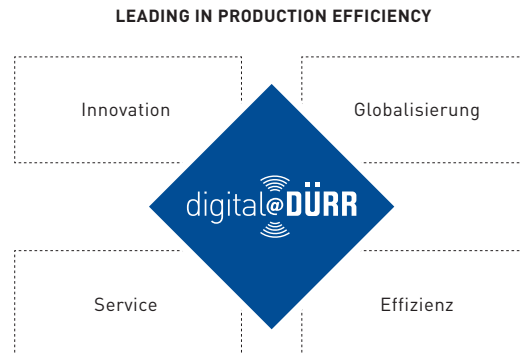 LEADING IN PRODUCTION EFFICIENCY
Innovation
Globalisierung
digital@DÜRR
Service
Effizienz